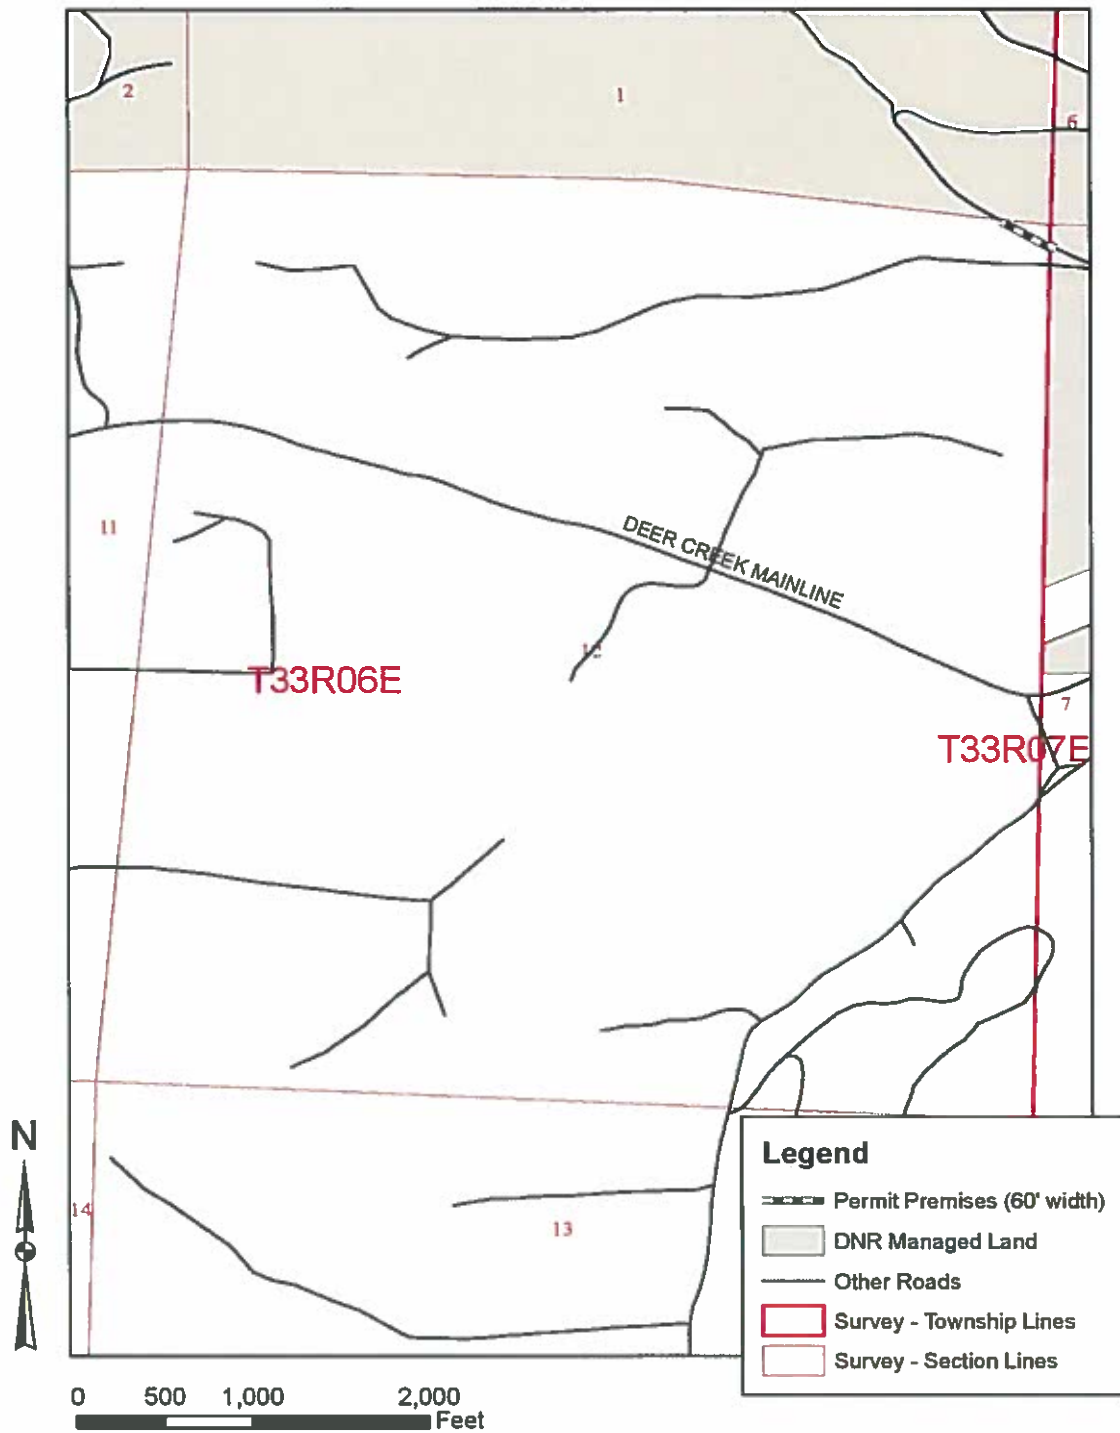 2
1
6
DEER CREEK MAINLINE
11
12
T33R06E
7
T33R07E
N
14
13
Legend
Permit Premises (60' width)
DNR Managed Land
Other Roads
Survey - Township Lines
Survey - Section Lines
0 500 1,000 2,000
Feet